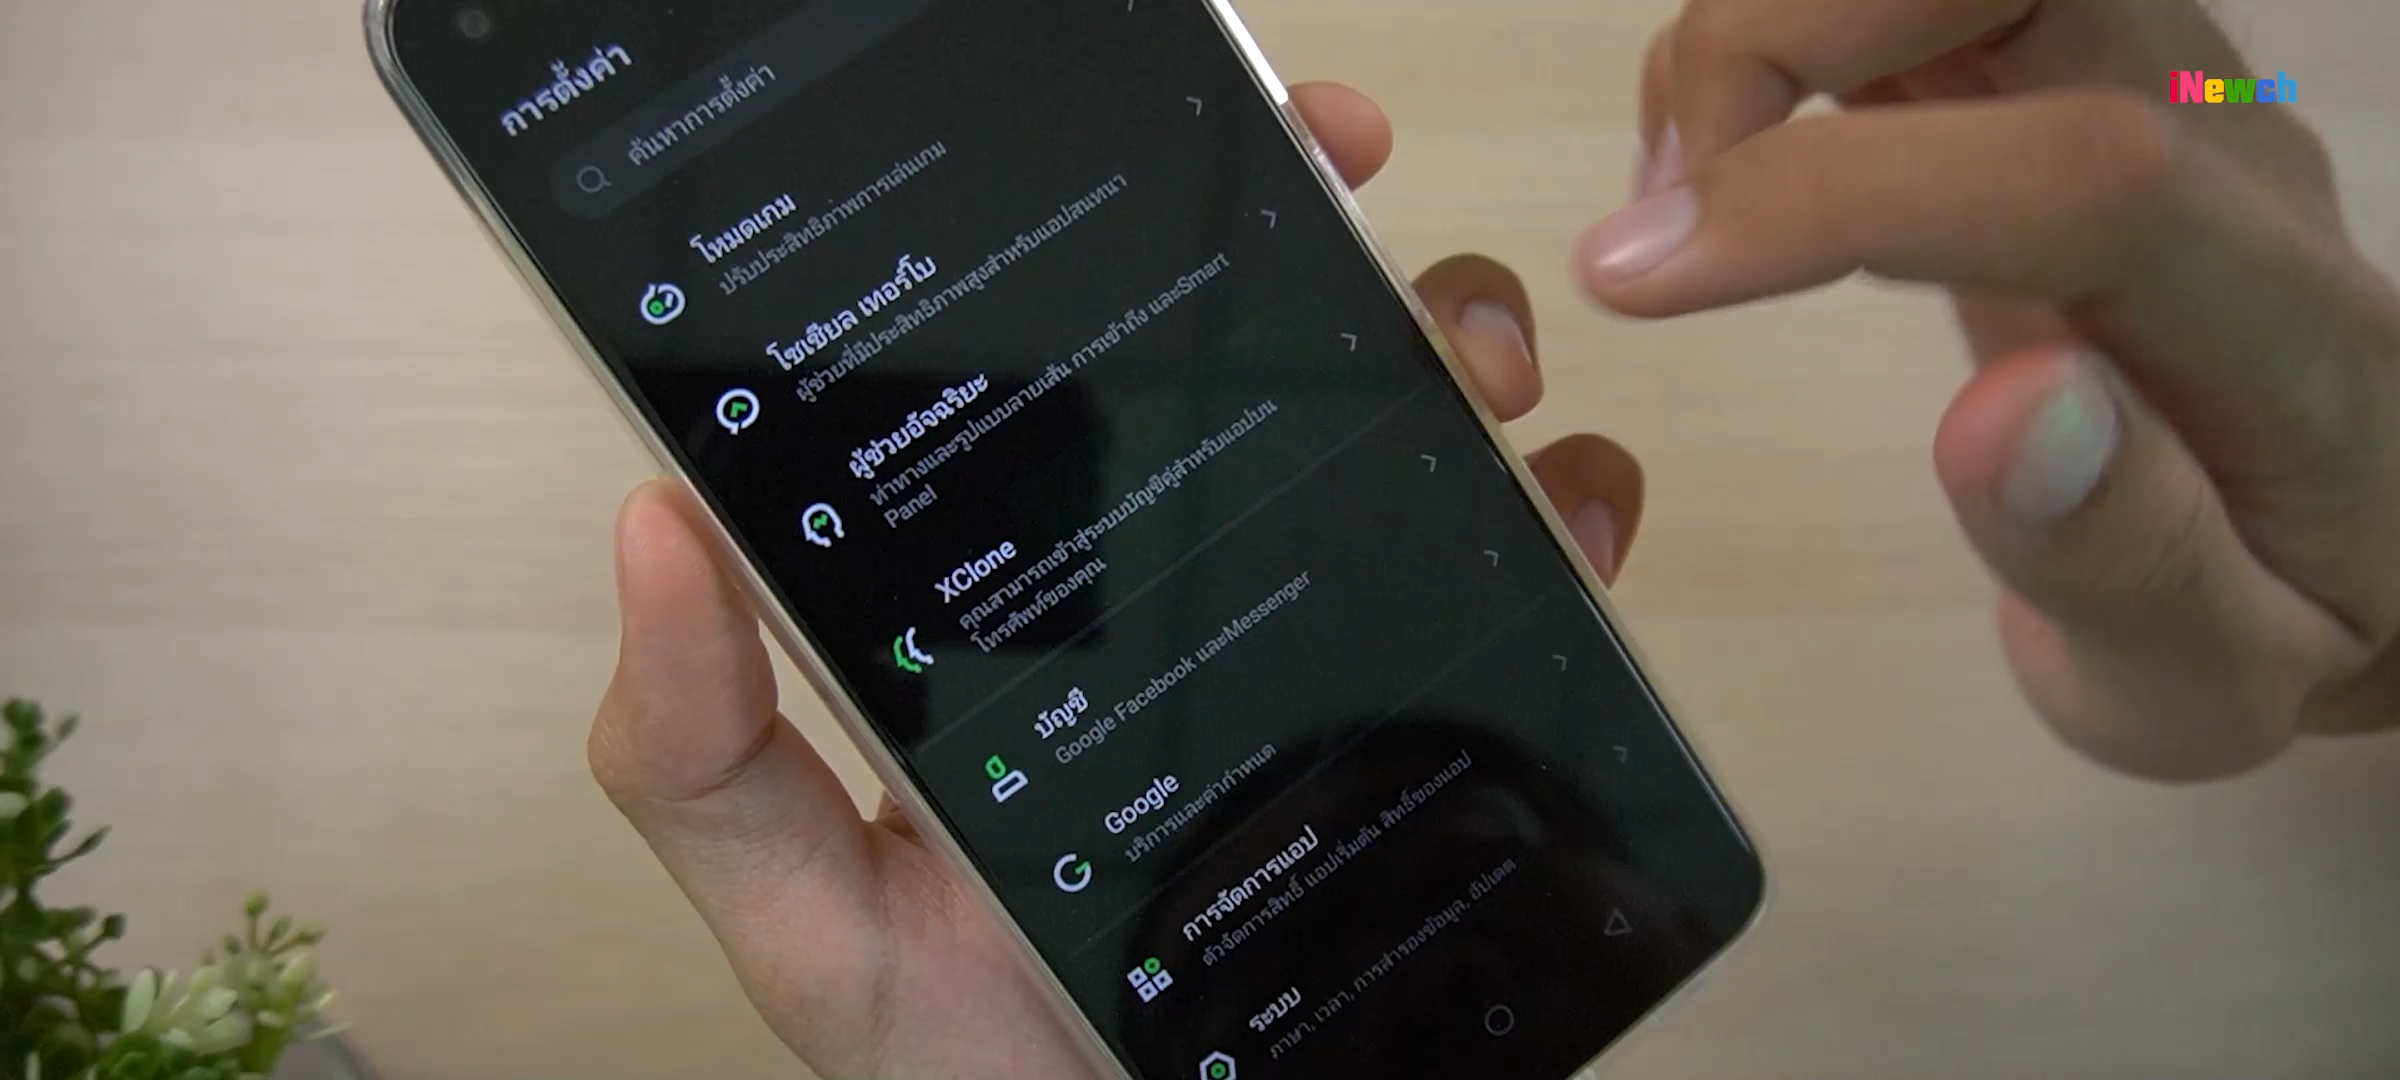 iNewch
การตั้งค่า
ค้นหาการตั้งค่า
โหมดเกม
ปรับประสิทธิภาพการเล่นเกม
โซเชียล เทอร์โบ
ผู้ช่วยที่มีประสิทธิภาพสูงสำหรับแอปสนทนา
ผู้ช่วยอัจฉริยะ
ท่าทางและรูปแบบลายเส้น การเข้าถึง และSmart
Panel
XClone
คุณสามารถเข้าสู่ระบบบัญชีคู่สำหรับแอปบน
โทรศัพท์ของคุณ
บัญชี
Google Facebook และMessenger
Google
บริการและค่ากำหนด
การจัดการแอป
ตัวจัดการสิทธิ์ แอปเริ่มต้น สิทธิ์ของแอป
ระบบ
ภาษา, เวลา, การสำรองข้อมูล, อัปเดต